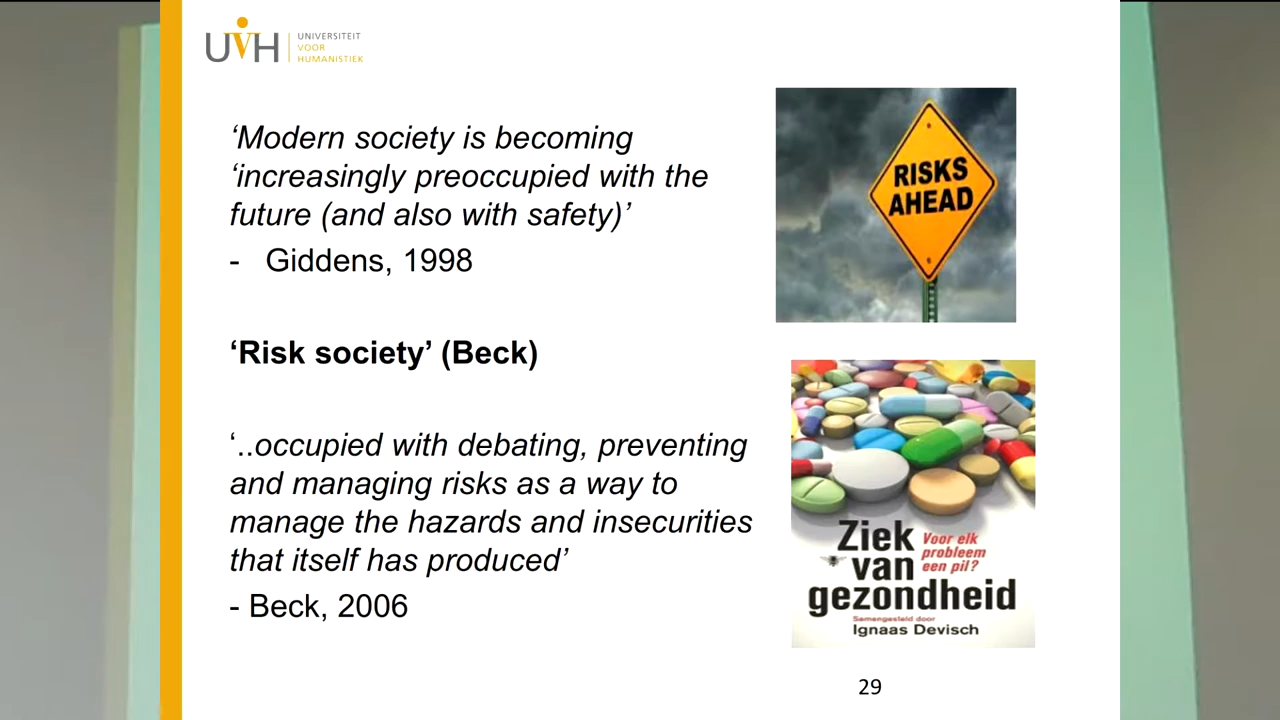 UvH
UNIVERSITEIT
VOOR
HUMANISTIEK
‘Modern society is becoming
‘increasingly preoccupied with the
future (and also with safety)’
- Giddens, 1998
‘Risk society’ (Beck)
‘..occupied with debating, preventing
and managing risks as a way to
manage the hazards and insecurities
that itself has produced’
- Beck, 2006
RISKS
AHEAD
Ziek
van
gezondheid
Voor elk
probleem
een pil?
Samengesteld door
Ignaas Devisch
29